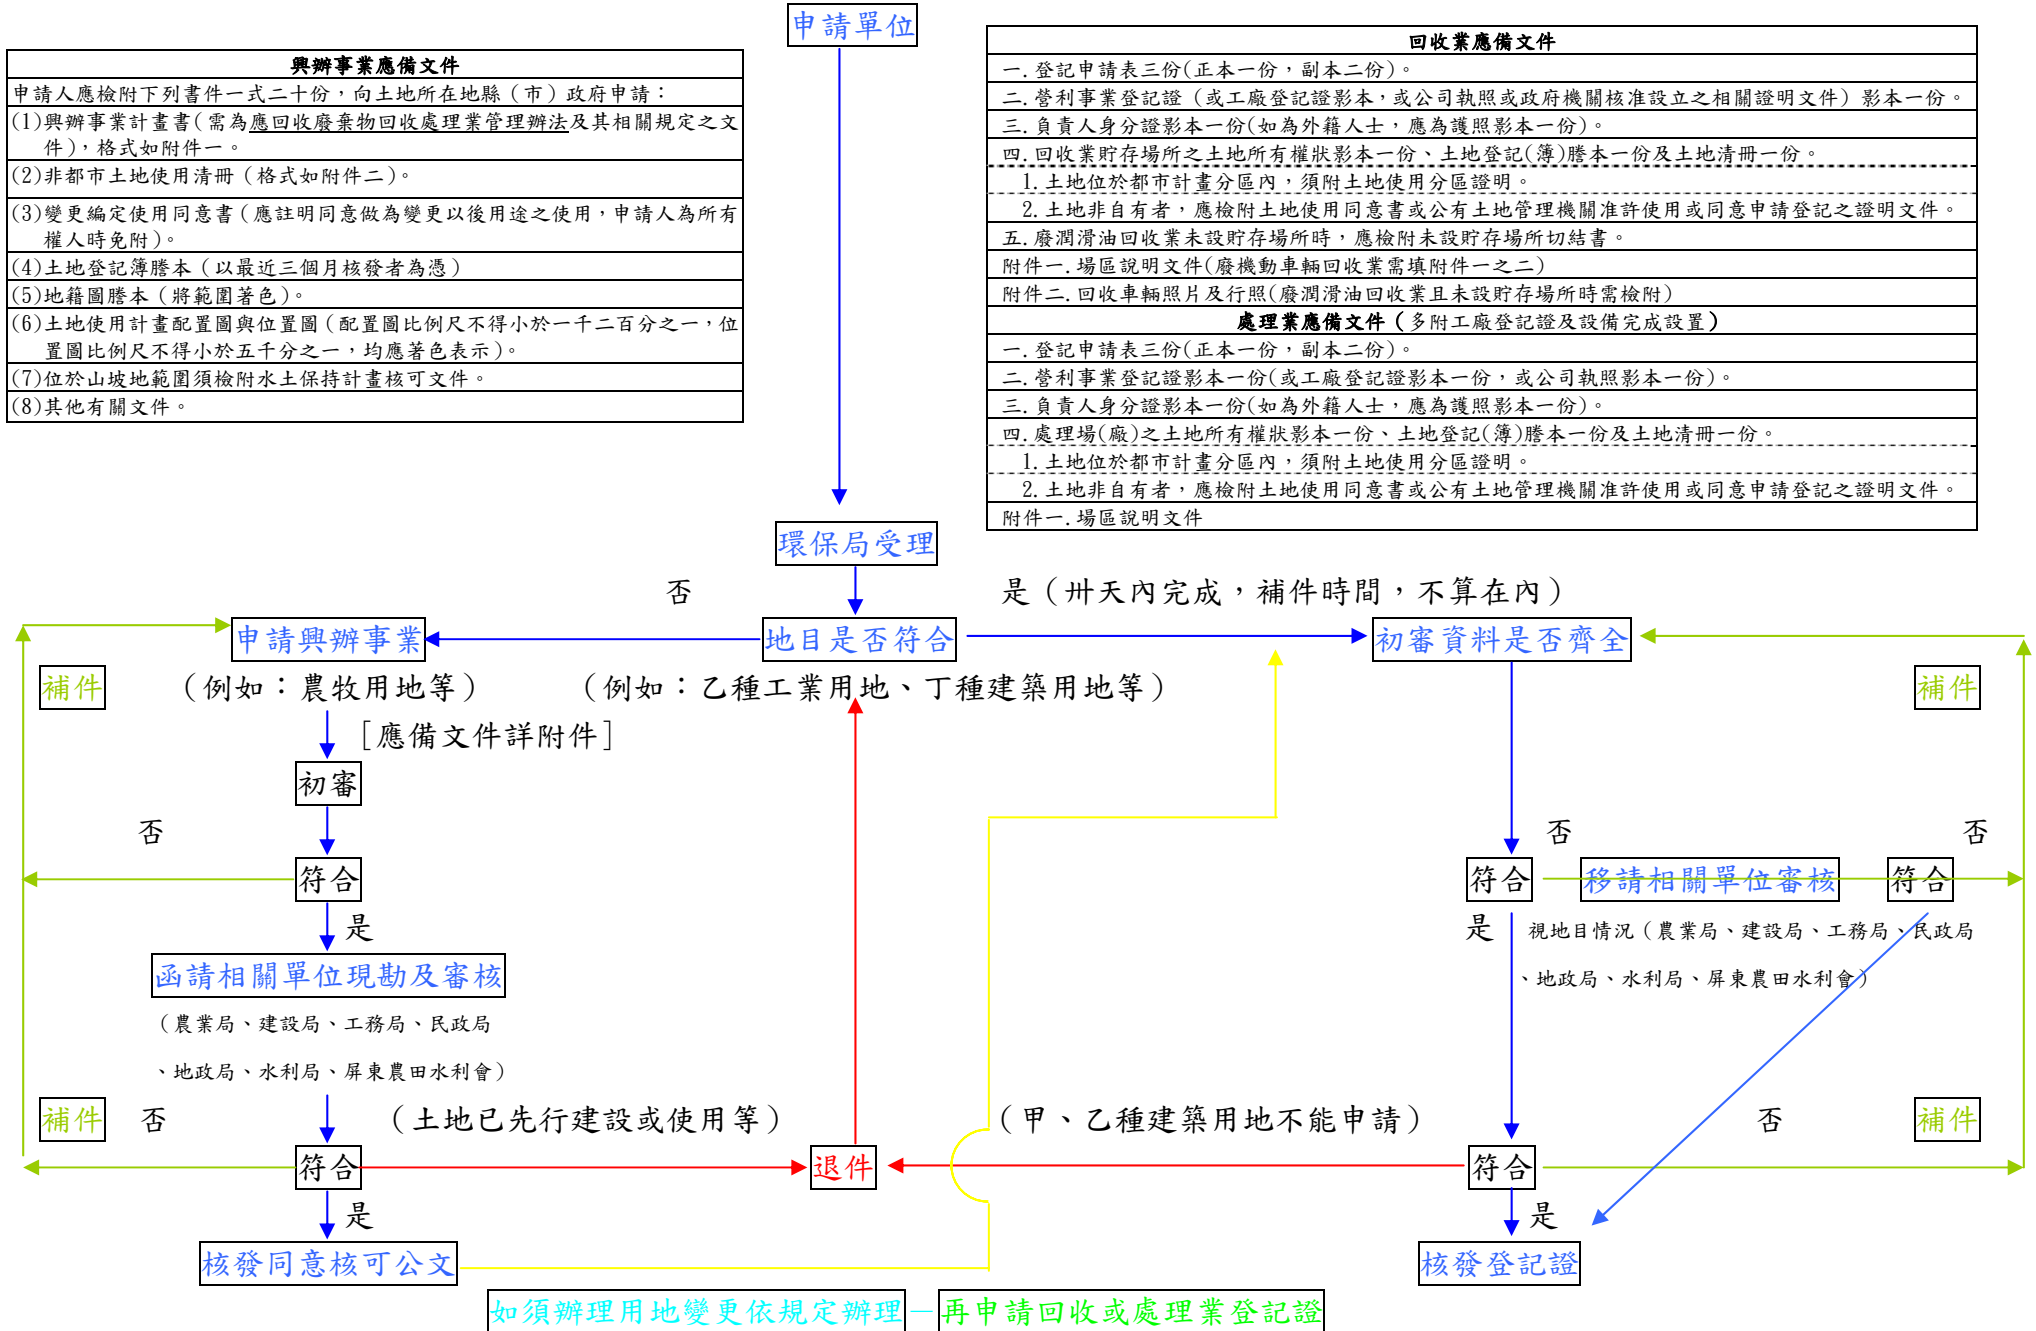 申請單位
興辦事業應備文件
申請人應檢附下列書件一式二十份，向土地所在地縣（市）政府申請：
(1)興辦事業計畫書(需為應回收廢棄物回收處理業管理辦法及其相關規定之文
件)，格式如附件一。
(2)非都市土地使用清冊（格式如附件二）。
(3)變更編定使用同意書（應註明同意做為變更以後用途之使用，申請人為所有
權人時免附）。
(4)土地登記簿謄本（以最近三個月核發者為憑）
(5)地籍圖謄本（將範圍著色）。
(6)土地使用計畫配置圖與位置圖（配置圖比例尺不得小於一千二百分之一，位
置圖比例尺不得小於五千分之一，均應著色表示）。
(7)位於山坡地範圍須檢附水土保持計畫核可文件。
(8)其他有關文件。
回收業應備文件
一.登記申請表三份(正本一份，副本二份)。
二.營利事業登記證（或工廠登記證影本，或公司執照或政府機關核准設立之相關證明文件）影本一份。
三.負責人身分證影本一份(如為外籍人士，應為護照影本一份)。
四.回收業貯存場所之土地所有權狀影本一份、土地登記(簿)謄本一份及土地清冊一份。
1.土地位於都市計畫分區內，須附土地使用分區證明。
2.土地非自有者，應檢附土地使用同意書或公有土地管理機關准許使用或同意申請登記之證明文件。
五.廢潤滑油回收業未設貯存場所時，應檢附未設貯存場所切結書。
附件一.場區說明文件(廢機動車輛回收業需填附件一之二)
附件二.回收車輛照片及行照(廢潤滑油回收業且未設貯存場所時需檢附)
處理業應備文件（多附工廠登記證及設備完成設置）
一.登記申請表三份(正本一份，副本二份)。
二.營利事業登記證影本一份(或工廠登記證影本一份，或公司執照影本一份)。
三.負責人身分證影本一份(如為外籍人士，應為護照影本一份)。
四.處理場(廠)之土地所有權狀影本一份、土地登記(簿)謄本一份及土地清冊一份。
1.土地位於都市計畫分區內，須附土地使用分區證明。
2.土地非自有者，應檢附土地使用同意書或公有土地管理機關准許使用或同意申請登記之證明文件。
附件一.場區說明文件
環保局受理
否
是（卅天內完成，補件時間，不算在內）
申請興辦事業
地目是否符合
初審資料是否齊全
補件
（例如：農牧用地等）
（例如：乙種工業用地、丁種建築用地等）
補件
［應備文件詳附件］
初審
否
否
否
符合
符合
移請相關單位審核
符合
是
是
視地目情況（農業局、建設局、工務局、民政局
、地政局、水利局、屏東農田水利會）
函請相關單位現勘及審核
（農業局、建設局、工務局、民政局
、地政局、水利局、屏東農田水利會）
補件
否
（土地已先行建設或使用等）
（甲、乙種建築用地不能申請）
否
補件
符合
退件
符合
是
是
核發同意核可公文
核發登記證
如須辦理用地變更依規定辦理－再申請回收或處理業登記證